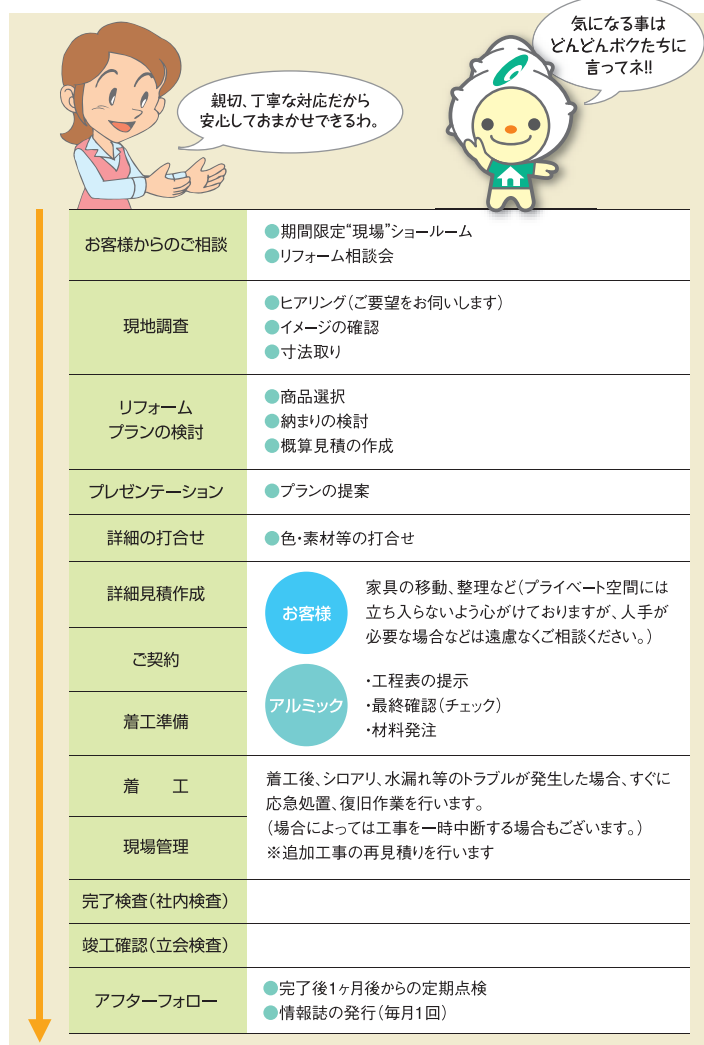 気になる事は
どんどんボクたちに
言ってネ!!
親切、丁寧な対応だから
安心しておまかせできるわ。
お客様からのご相談
●期間限定“現場”ショールーム
●リフォーム相談会
現地調査
●ヒアリング（ご要望をお伺いします）
●イメージの確認
●寸法取り
リフォーム
プランの検討
●商品選択
●納まりの検討
●概算見積の作成
プレゼンテーション
●プランの提案
詳細の打合せ
●色・素材等の打合せ
詳細見積作成
ご契約
着工準備
お客様
家具の移動、整理など（プライベート空間には
立ち入らないよう心がけておりますが、人手が
必要な場合などは遠慮なくご相談ください。）
アルミック
・工程表の提示
・最終確認（チェック）
・材料発注
着　　工
現場管理
着工後、シロアリ、水漏れ等のトラブルが発生した場合、すぐに
応急処置、復旧作業を行います。
（場合によっては工事を一時中断する場合もございます。）
※追加工事の再見積りを行います
完了検査（社内検査）
竣工確認（立会検査）
アフターフォロー
●完了後1ヶ月後からの定期点検
●情報誌の発行（毎月1回）